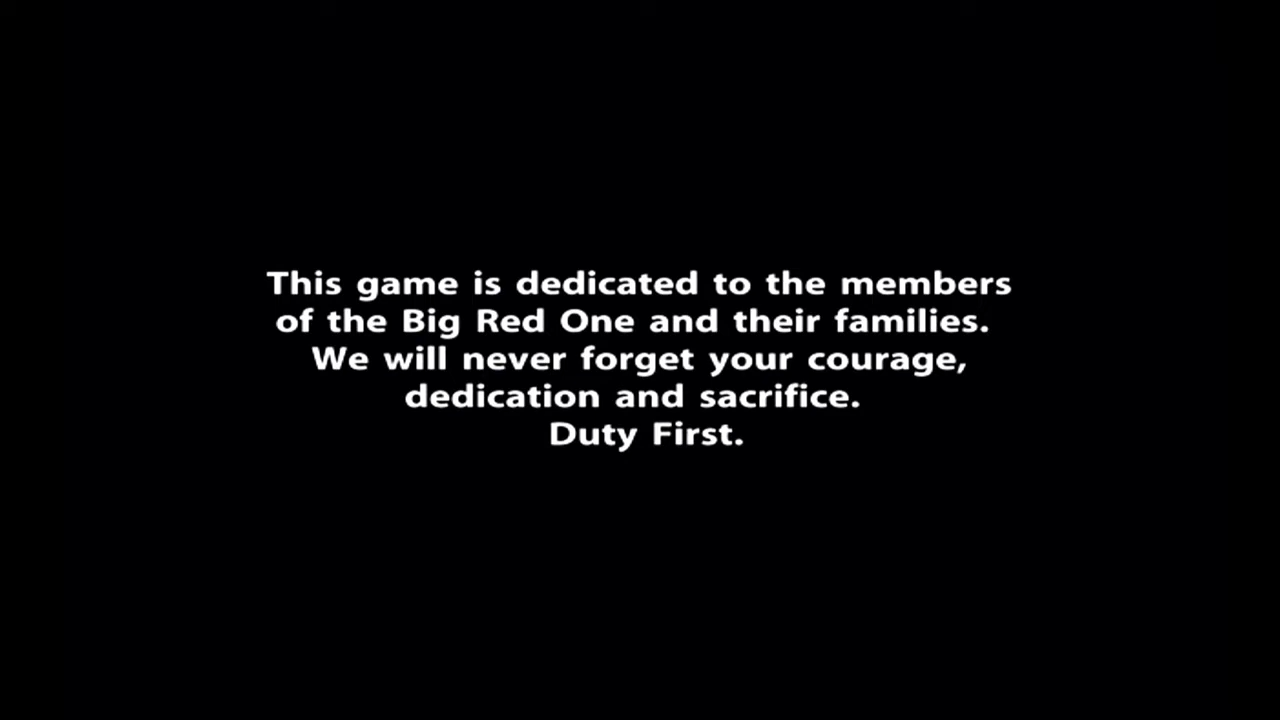 This game is dedicated to the members
of the Big Red One and their families.
We will never forget your courage,
dedication and sacrifice.
Duty First.